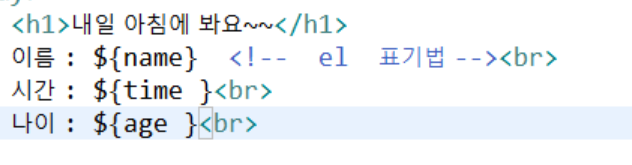 <h1>내일 아침에 봐요~~</h1>
이름 : ${name}  <!--  el  표기법 --><br>
시간 : ${time }<br>
나이 : ${age }<br>